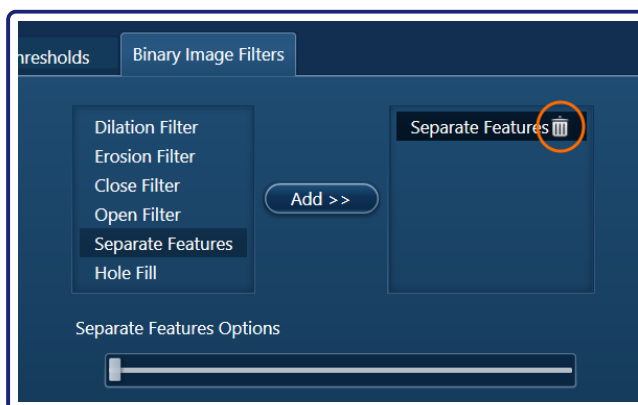 hresholds
Binary Image Filters
Dilation Filter
Erosion Filter
Close Filter
Open Filter
Separate Features
Hole Fill
Add >>
Separate Features
Separate Features Options